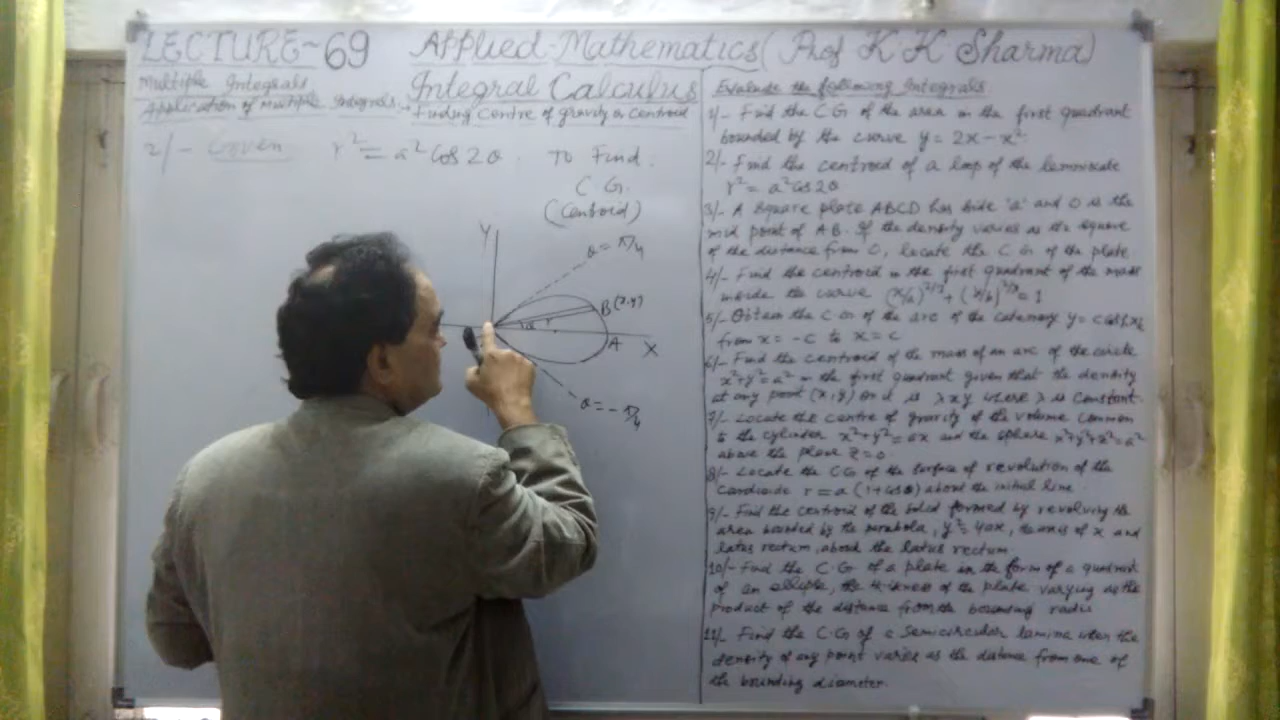 LECTURE-69 Applied-Mathematics ( Prof K K Sharma)
Multiple Integrals Integral Calculus
Application of multiple Integrals:- Finding centre of gravity or centroid
2/- Given r² = a² Cos 2θ. To Find.
C G.
(Centroid)
Y
θ = π/4
B(x,y)
θ r
A
X
θ = - π/4
Evaluate the following Integrals
1/- Find the C G of the area in the first quadrant
bounded by the curve y = 2x - x²
2/- Find the centroid of a loop of the lemniscate
r² = a² Cos 2θ
3/- A square plate ABCD has side 'a' and O is the
mid point of AB. If the density varies as the square
of the distance from O, locate the C G of the plate
4/- Find the centroid in the first quadrant of the mass
inside the curve (x/a)^2/3 + (y/b)^2/3 = 1
5/- Obtain the C.G of the arc of the catenary y = c cosh x/c
from x = -c to x = c
6/- Find the centroid of the mass of an arc of the circle
x²+y² = a² in the first quadrant given that the density
at any point (x,y) on it is λxy where λ is constant.
7/- Locate the centre of gravity of the volume common
to the cylinder x²+y² = ax and the sphere x²+y²+z² = a²
above the plane z = 0.
8/- Locate the CG of the surface of revolution of the
Cardioide r = a (1+cosθ) about the initial line
9/- Find the centroid of the solid formed by revolving the
area bounded by the parabola, y² = 4ax, the axis of x and
latus rectum, about the latus rectum
10/- Find the C.G. of a plate in the form of a quadrant
of an ellipse, the thickness of the plate varying as the
product of the distance from the bounding radii
11/- Find the C.G of a semicircular lamina when the
density of any point varies as the distance from one of
the bounding diameter.